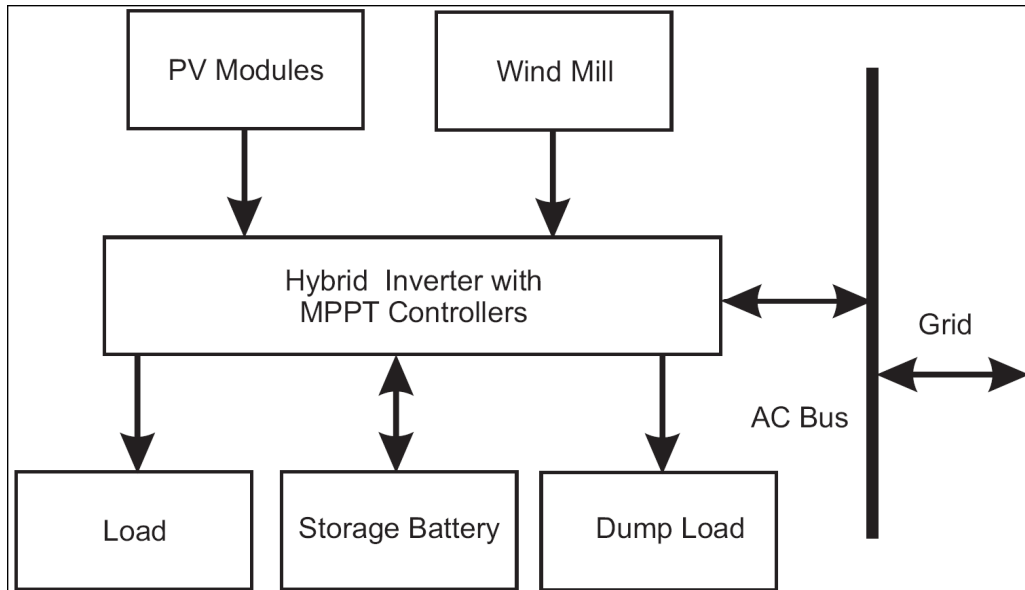 PV Modules
Wind Mill
Hybrid Inverter with
MPPT Controllers
Grid
AC Bus
Load
Storage Battery
Dump Load